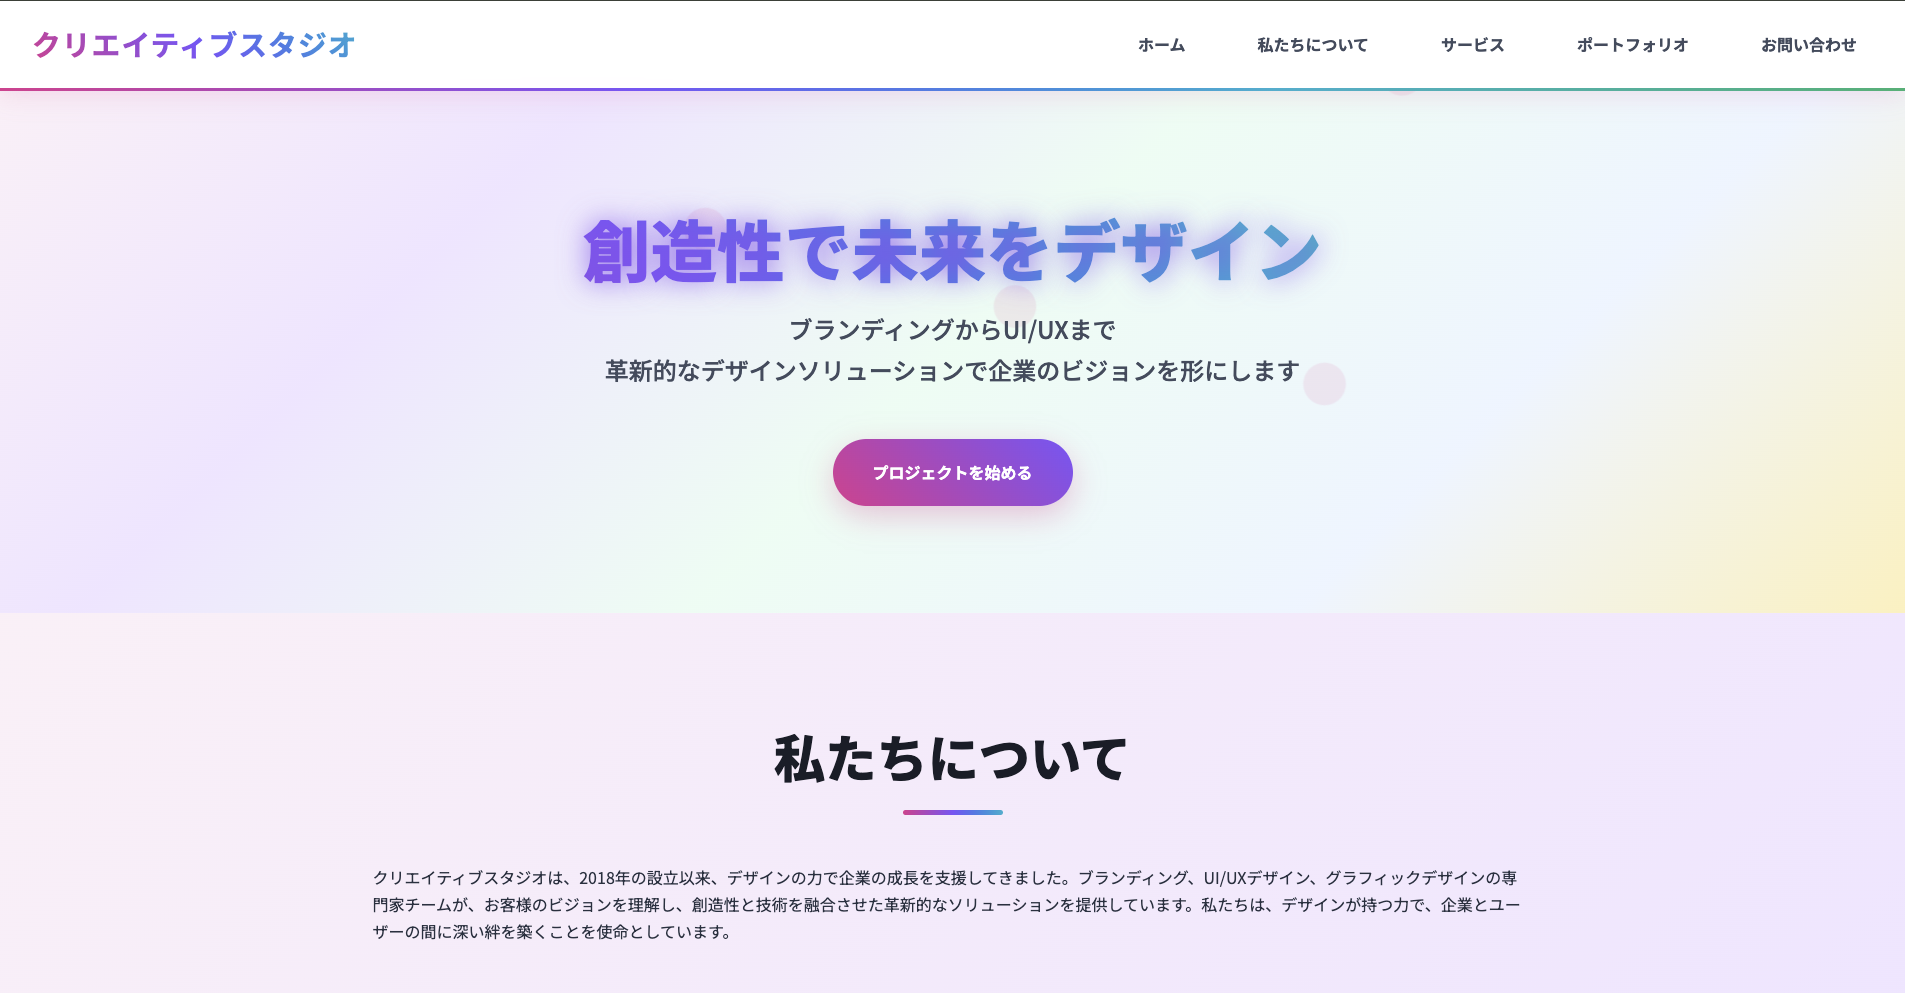 クリエイティブスタジオ
ホーム
私たちについて
サービス
ポートフォリオ
お問い合わせ
創造性で未来をデザイン
ブランディングからUI/UXまで
革新的なデザインソリューションで企業のビジョンを形にします
プロジェクトを始める
私たちについて
クリエイティブスタジオは、2018年の設立以来、デザインの力で企業の成長を支援してきました。ブランディング、UI/UXデザイン、グラフィックデザインの専
門家チームが、お客様のビジョンを理解し、創造性と技術を融合させた革新的なソリューションを提供しています。私たちは、デザインが持つ力で、企業とユー
ザーの間に深い絆を築くことを使命としています。